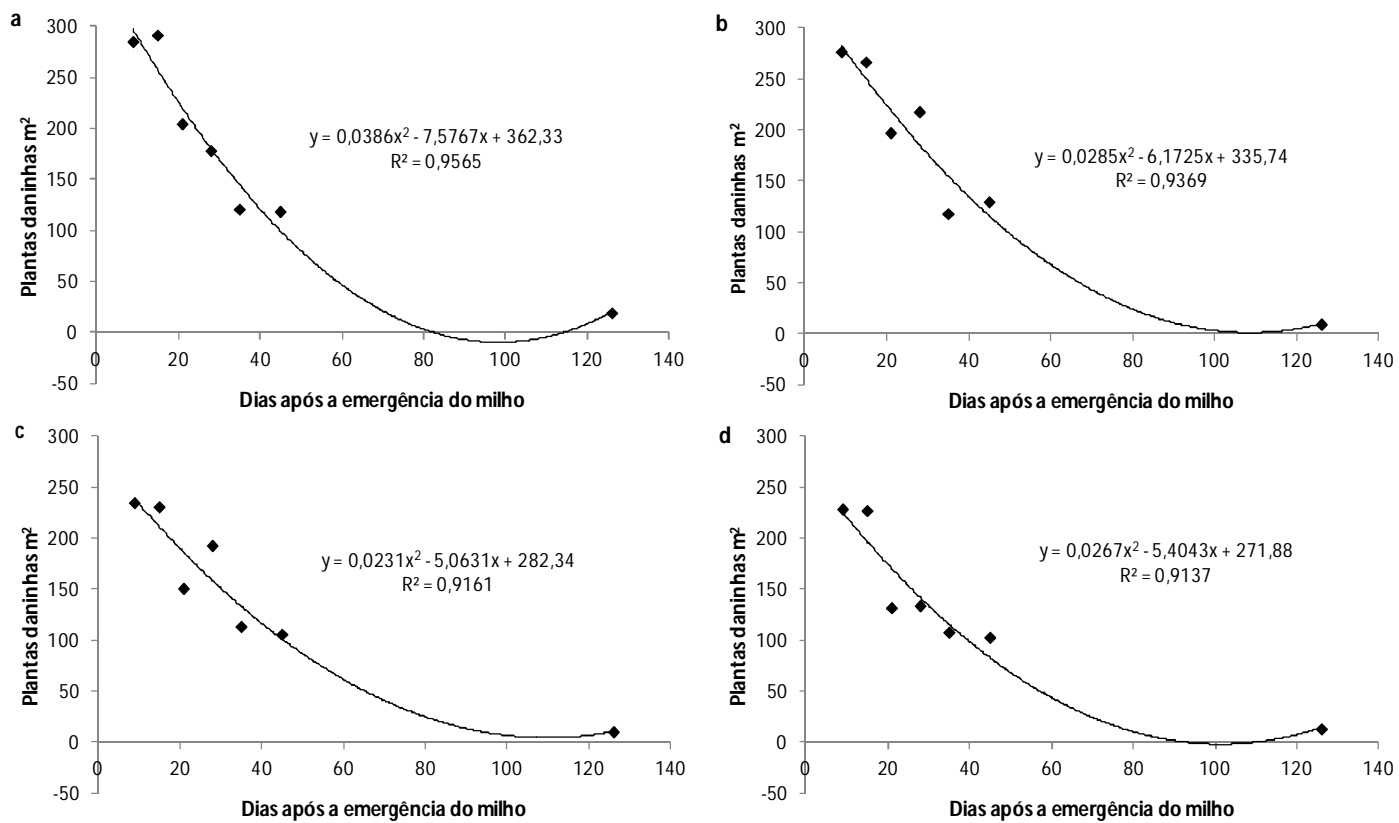 a
300
250
200
150
100
50
0
-50
Plantas daninhas m²
y = 0,0386x² - 7,5767x + 362,33
R² = 0,9565
0 20 40 60 80 100 120 140
Dias após a emergência do milho
b
300
250
200
150
100
50
0
-50
Plantas daninhas m²
y = 0,0285x² - 6,1725x + 335,74
R² = 0,9369
0 20 40 60 80 100 120 140
Dias após a emergência do milho
c
300
250
200
150
100
50
0
-50
Plantas daninhas m²
y = 0,0231x² - 5,0631x + 282,34
R² = 0,9161
0 20 40 60 80 100 120 140
Dias após a emergência do milho
d
300
250
200
150
100
50
0
-50
Plantas daninhas m²
y = 0,0267x² - 5,4043x + 271,88
R² = 0,9137
0 20 40 60 80 100 120 140
Dias após a emergência do milho